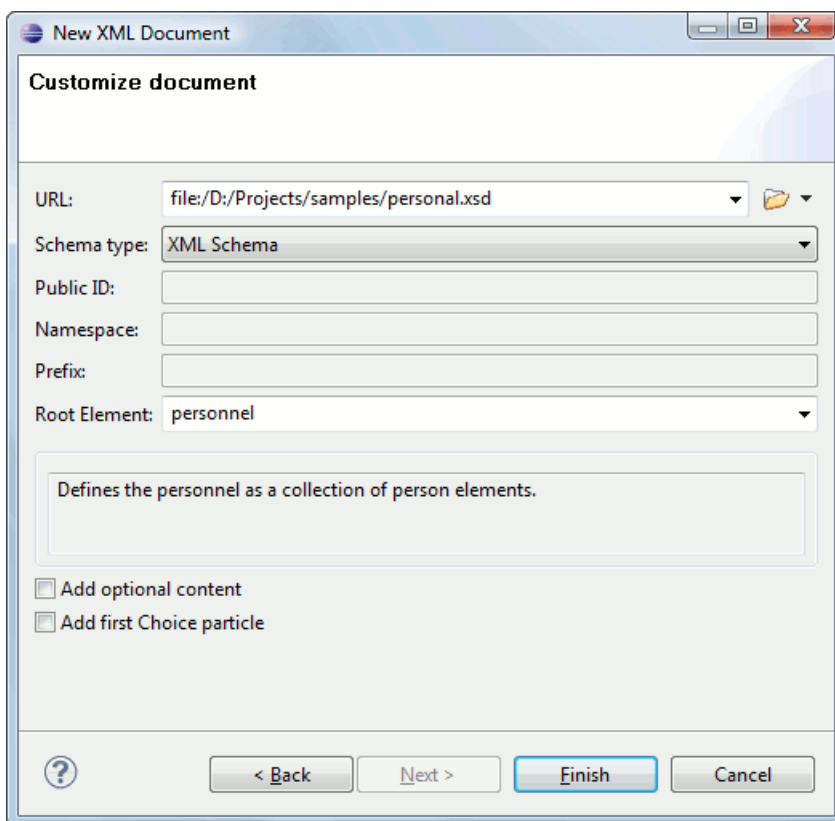 New XML Document
Customize document
URL: file:/D:/Projects/samples/personal.xsd
Schema type: XML Schema
Public ID:
Namespace:
Prefix:
Root Element: personnel
Defines the personnel as a collection of person elements.
Add optional content
Add first Choice particle
? < Back Next > Finish Cancel